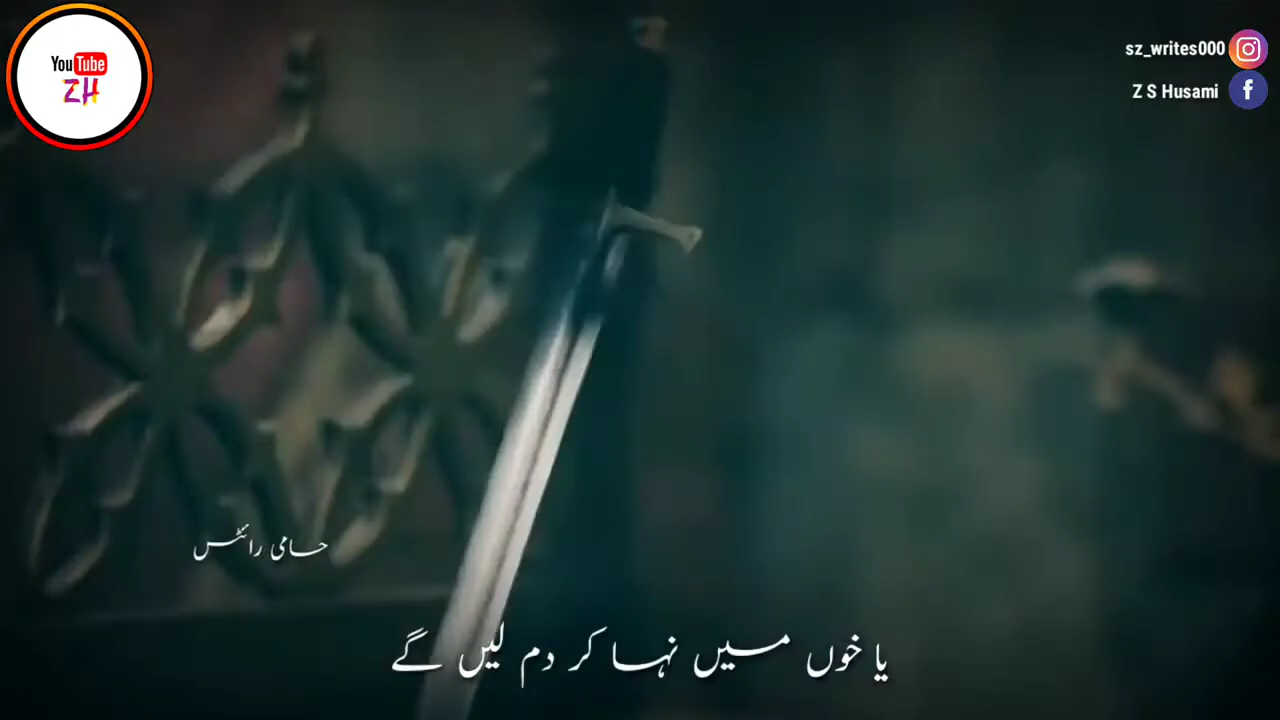 YouTube
ZH
sz_writes000
Z S Husami
حامی رائٹس
یا خوں میں نہا کر دم لیں گے